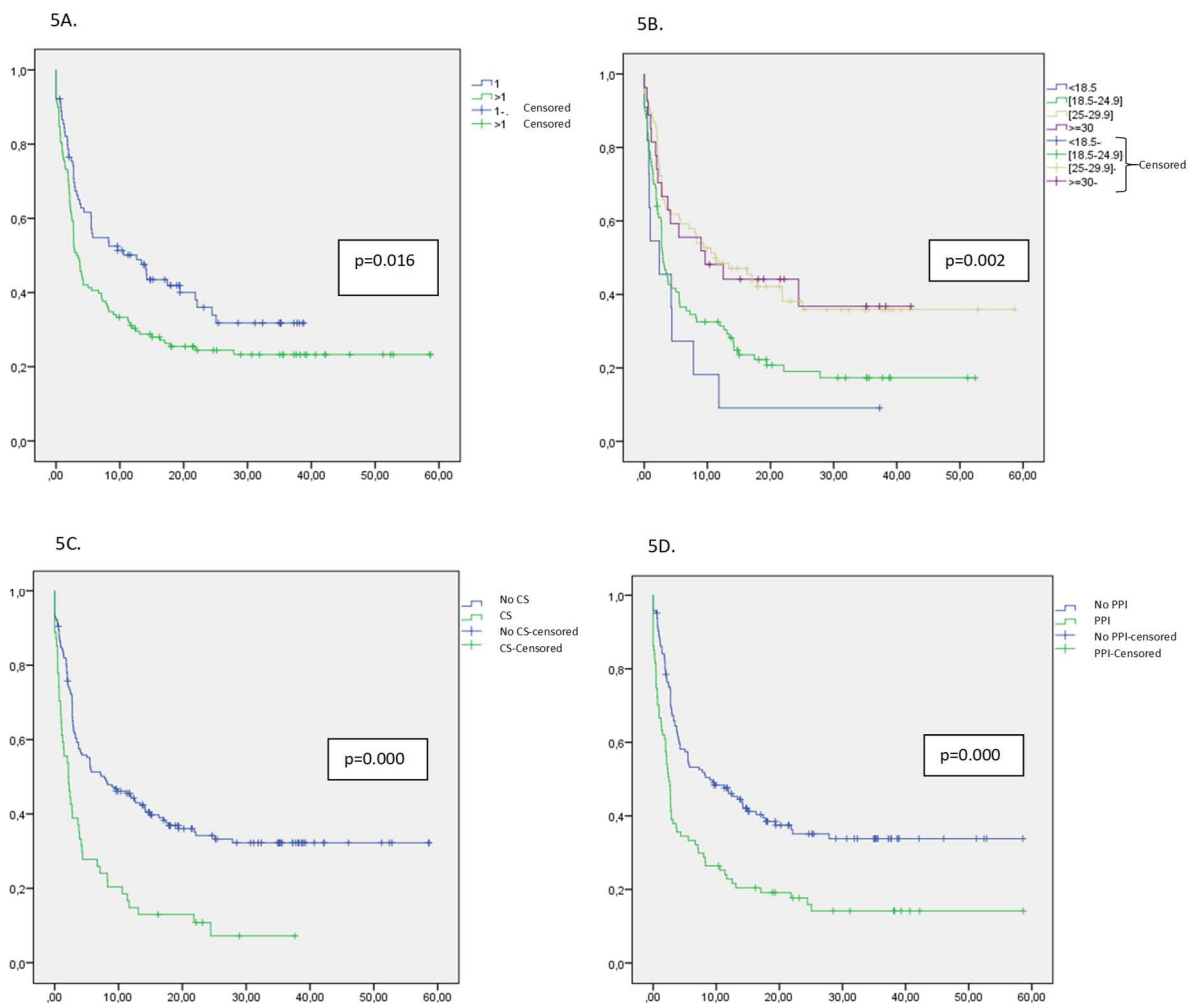 5A.
1,0
0,8
0,6
0,4
0,2
0,0
,00 10,00 20,00 30,00 40,00 50,00 60,00
p=0.016
1
>1
1-. Censored
>1 Censored
5B.
1,0
0,8
0,6
0,4
0,2
0,0
,00 10,00 20,00 30,00 40,00 50,00 60,00
p=0.002
<18.5
[18.5-24.9]
[25-29.9]
>=30
<18.5-
[18.5-24.9]
[25-29.9]-
>=30-
Censored
5C.
1,0
0,8
0,6
0,4
0,2
0,0
,00 10,00 20,00 30,00 40,00 50,00 60,00
p=0.000
No CS
CS
No CS-censored
CS-Censored
5D.
1,0
0,8
0,6
0,4
0,2
0,0
,00 10,00 20,00 30,00 40,00 50,00 60,00
p=0.000
No PPI
PPI
No PPI-censored
PPI-Censored